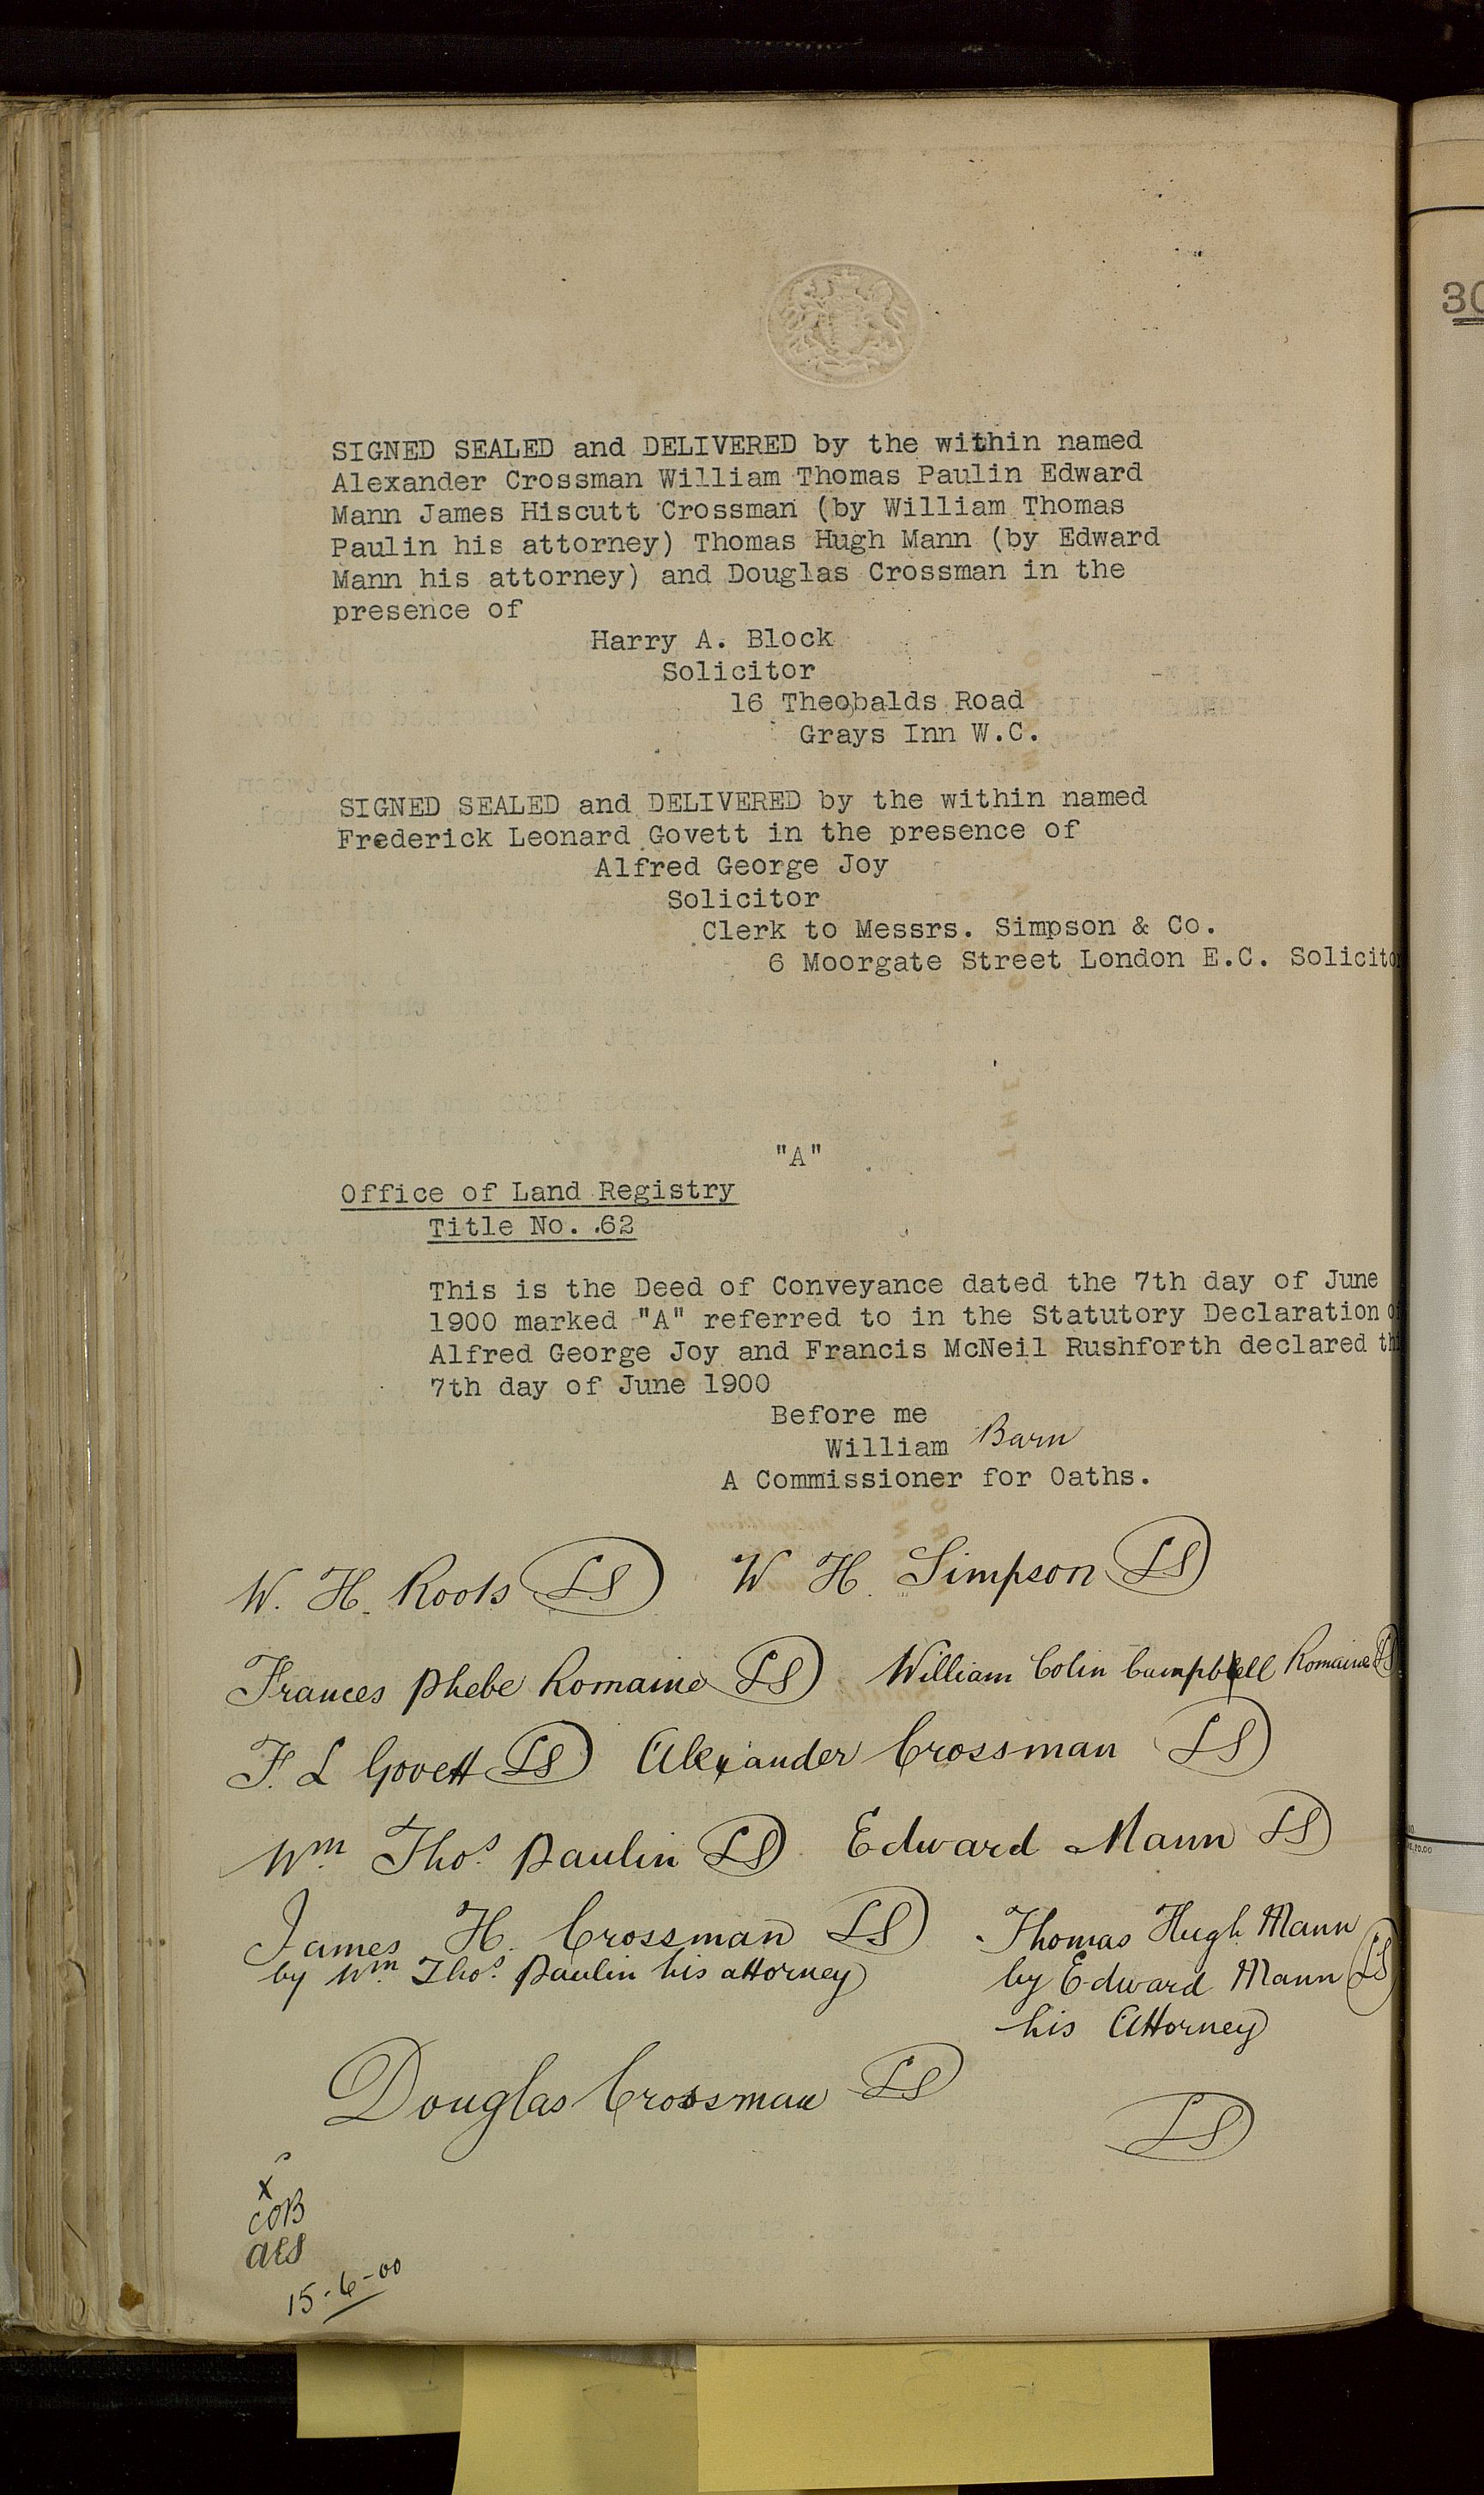 SIGNED SEALED and DELIVERED by the within named
Alexander Crossman William Thomas Paulin Edward
Mann James Hiscutt Crossman (by William Thomas
Paulin his attorney) Thomas Hugh Mann (by Edward
Mann his attorney) and Douglas Crossman in the
presence of
Harry A. Block
Solicitor
16 Theobalds Road
Grays Inn W.C.
SIGNED SEALED and DELIVERED by the within named
Frederick Leonard Govett in the presence of
Alfred George Joy
Solicitor
Clerk to Messrs. Simpson & Co.
6 Moorgate Street London E.C. Solicito
"A"
Office of Land Registry
Title No. .62
This is the Deed of Conveyance dated the 7th day of June
1900 marked "A" referred to in the Statutory Declaration o
Alfred George Joy and Francis McNeil Rushforth declared th
7th day of June 1900
Before me
William Barn
A Commissioner for Oaths.
W. H. Roots LS W H. Simpson LS
Frances Phebe Romaine LS William Colin Campbell Romaine LS
F. L Govett LS Alexander Crossman LS
Wm. Thos. Paulin LS Edward Mann LS
James H. Crossman LS Thomas Hugh Mann
by Wm Thos. Paulin his attorney by Edward Mann LS
his Attorney
Douglas Crossman LS
LS
x
COB
aes
15-6-00
30